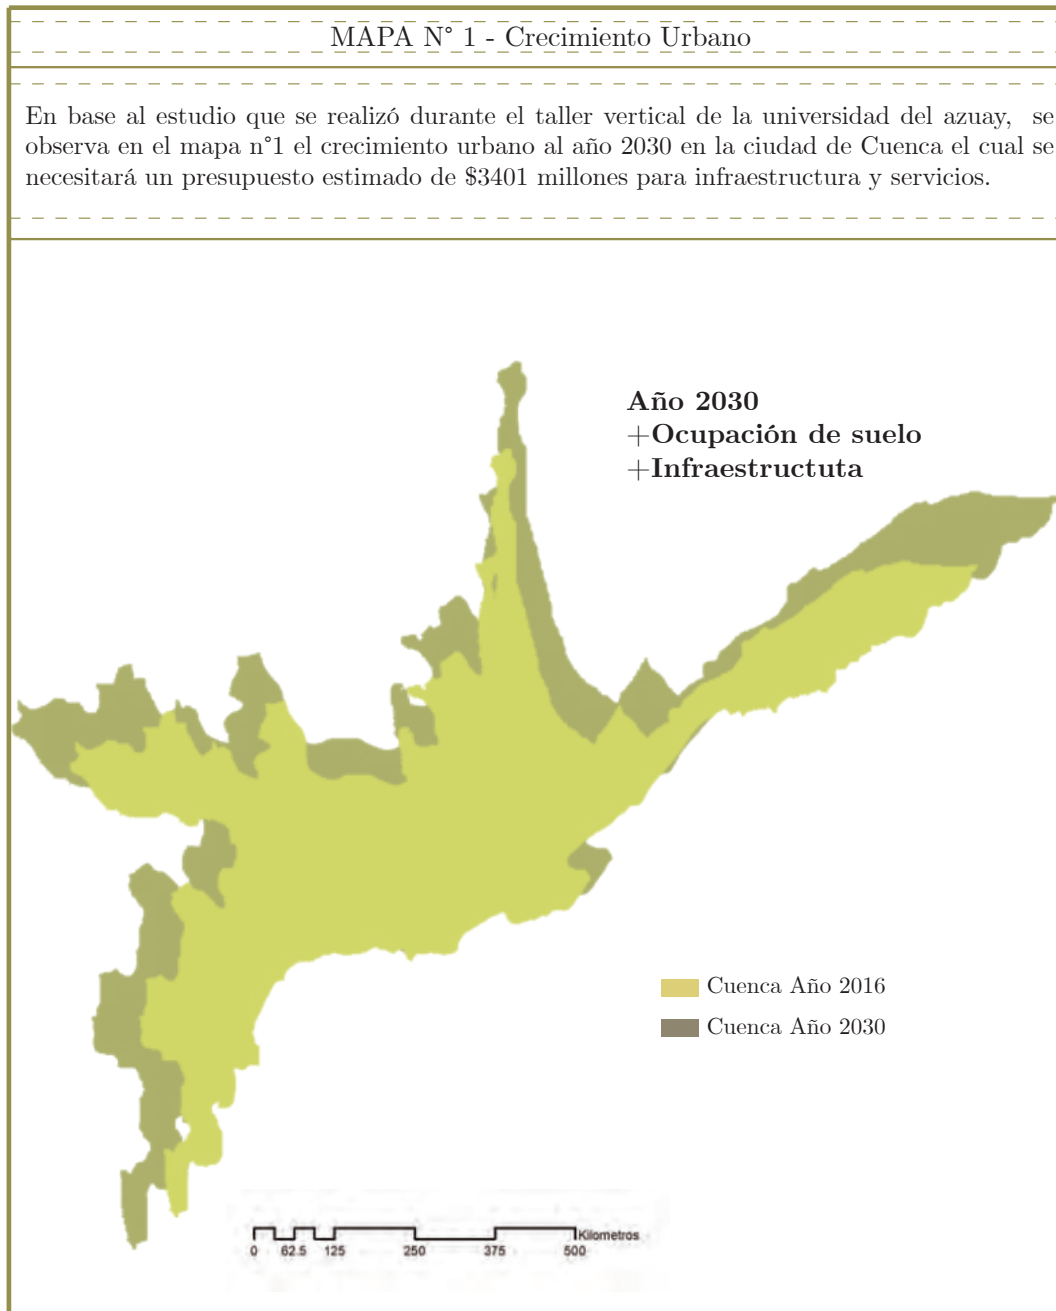 MAPA N° 1 - Crecimiento Urbano
En base al estudio que se realizó durante el taller vertical de la universidad del azuay, se
observa en el mapa n°1 el crecimiento urbano al año 2030 en la ciudad de Cuenca el cual se
necesitará un presupuesto estimado de $3401 millones para infraestructura y servicios.
Año 2030
+Ocupación de suelo
+Infraestructuta
Cuenca Año 2016
Cuenca Año 2030
Kilometros
0 62.5 125 250 375 500